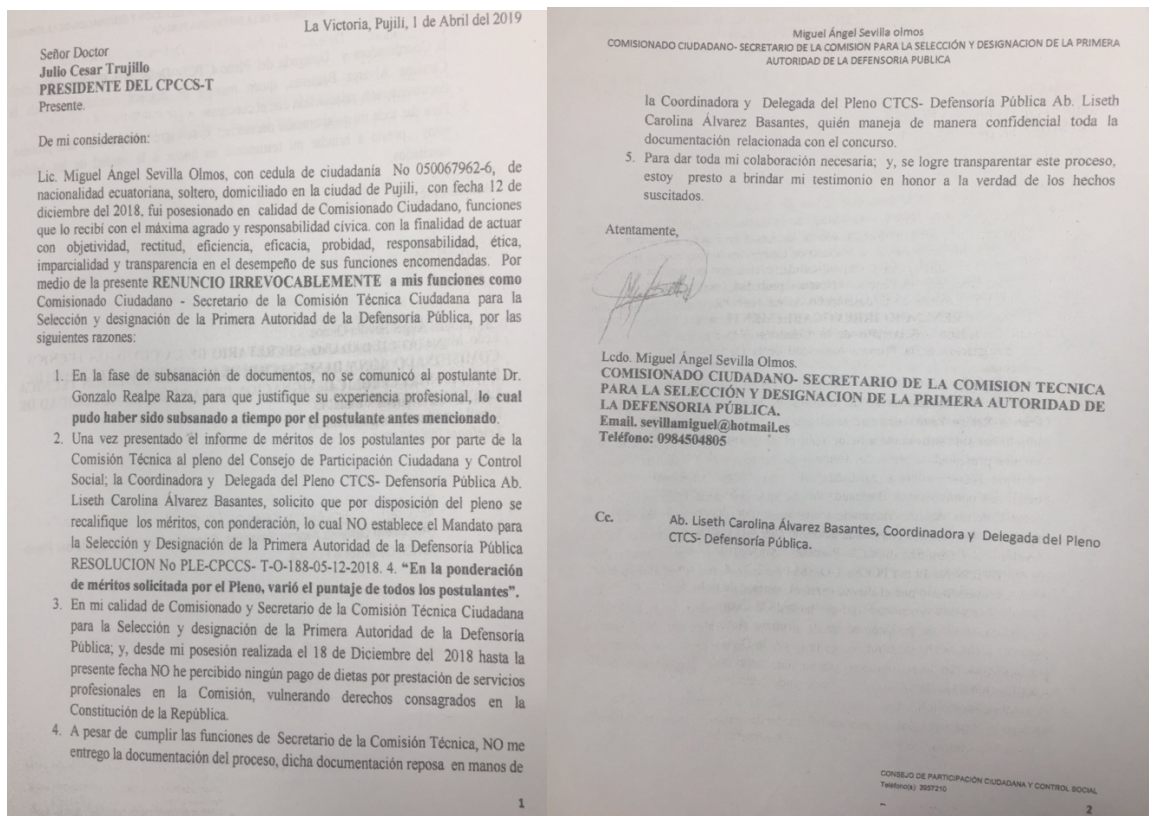 La Victoria, Pujili, 1 de Abril del 2019
Señor Doctor
Julio Cesar Trujillo
PRESIDENTE DEL CPCCS-T
Presente.
De mi consideración:
Lic. Miguel Ángel Sevilla Olmos, con cedula de ciudadanía No 050067962-6, de
nacionalidad ecuatoriana, soltero, domiciliado en la ciudad de Pujili, con fecha 12 de
diciembre del 2018, fui posesionado en calidad de Comisionado Ciudadano, funciones
que lo recibí con el máxima agrado y responsabilidad cívica. con la finalidad de actuar
con objetividad, rectitud, eficiencia, eficacia, probidad, responsabilidad, ética,
imparcialidad y transparencia en el desempeño de sus funciones encomendadas. Por
medio de la presente RENUNCIO IRREVOCABLEMENTE a mis funciones como
Comisionado Ciudadano - Secretario de la Comisión Técnica Ciudadana para la
Selección y designación de la Primera Autoridad de la Defensoría Pública, por las
siguientes razones:
1. En la fase de subsanación de documentos, no se comunicó al postulante Dr.
Gonzalo Realpe Raza, para que justifique su experiencia profesional, lo cual
pudo haber sido subsanado a tiempo por el postulante antes mencionado.
2. Una vez presentado el informe de méritos de los postulantes por parte de la
Comisión Técnica al pleno del Consejo de Participación Ciudadana y Control
Social; la Coordinadora y Delegada del Pleno CTCS- Defensoría Pública Ab.
Liseth Carolina Álvarez Basantes, solicito que por disposición del pleno se
recalifique los méritos, con ponderación, lo cual NO establece el Mandato para
la Selección y Designación de la Primera Autoridad de la Defensoría Pública
RESOLUCION No PLE-CPCCS- T-O-188-05-12-2018. 4. “En la ponderación
de méritos solicitada por el Pleno, varió el puntaje de todos los postulantes”.
3. En mi calidad de Comisionado y Secretario de la Comisión Técnica Ciudadana
para la Selección y designación de la Primera Autoridad de la Defensoría
Pública; y, desde mi posesión realizada el 18 de Diciembre del 2018 hasta la
presente fecha NO he percibido ningún pago de dietas por prestación de servicios
profesionales en la Comisión, vulnerando derechos consagrados en la
Constitución de la República.
4. A pesar de cumplir las funciones de Secretario de la Comisión Técnica, NO me
entrego la documentación del proceso, dicha documentación reposa en manos de
1
Miguel Ángel Sevilla olmos
COMISIONADO CIUDADANO- SECRETARIO DE LA COMISION PARA LA SELECCIÓN Y DESIGNACION DE LA PRIMERA
AUTORIDAD DE LA DEFENSORIA PUBLICA
la Coordinadora y Delegada del Pleno CTCS- Defensoría Pública Ab. Liseth
Carolina Álvarez Basantes, quién maneja de manera confidencial toda la
documentación relacionada con el concurso.
5. Para dar toda mi colaboración necesaria; y, se logre transparentar este proceso,
estoy presto a brindar mi testimonio en honor a la verdad de los hechos
suscitados.
Atentamente,
Lcdo. Miguel Ángel Sevilla Olmos.
COMISIONADO CIUDADANO- SECRETARIO DE LA COMISION TECNICA
PARA LA SELECCIÓN Y DESIGNACION DE LA PRIMERA AUTORIDAD DE
LA DEFENSORIA PÚBLICA.
Email. sevillamiguel@hotmail.es
Teléfono: 0984504805
Cc. Ab. Liseth Carolina Álvarez Basantes, Coordinadora y Delegada del Pleno
CTCS- Defensoría Pública.
CONSEJO DE PARTICIPACIÓN CIUDADANA Y CONTROL SOCIAL
Teléfono(s): 3957210
2